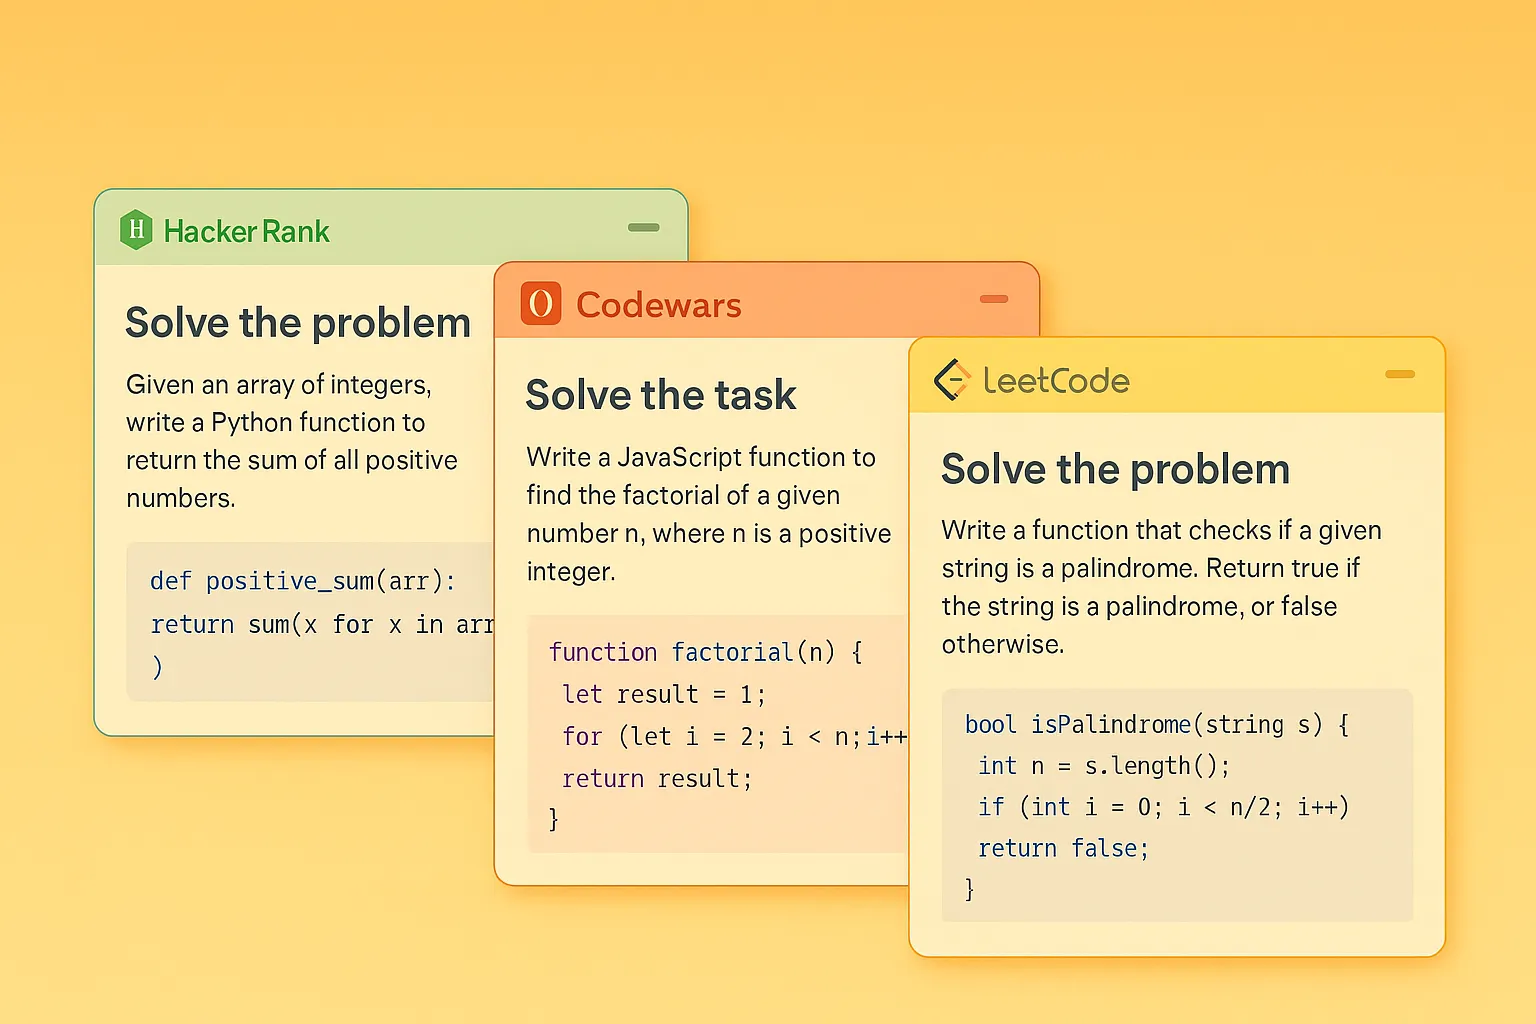 H
Hacker Rank
Solve the problem
Given an array of integers,
write a Python function to
return the sum of all positive
numbers.
def positive_sum(arr):
return sum(x for x in arr
)
Codewars
Solve the task
Write a JavaScript function to
find the factorial of a given
number n, where n is a positive
integer.
function factorial(n) {
let result = 1;
for (let i = 2; i < n;i++
return result;
}
LeetCode
Solve the problem
Write a function that checks if a given
string is a palindrome. Return true if
the string is a palindrome, or false
otherwise.
bool isPalindrome(string s) {
int n = s.length();
if (int i = 0; i < n/2; i++)
return false;
}